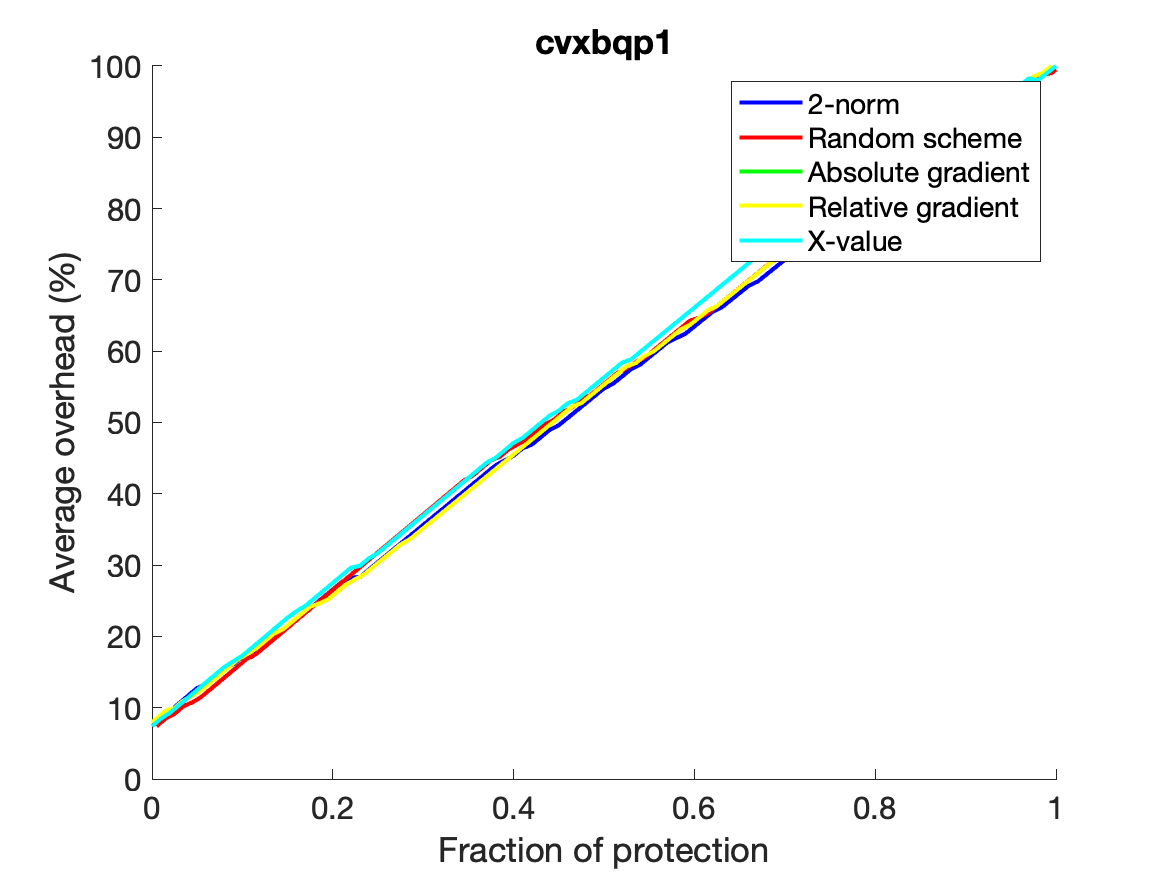 cvxbqp1
100
90
80
70
60
50
40
30
20
10
0
Average overhead (%)
2-norm
Random scheme
Absolute gradient
Relative gradient
X-value
0 0.2 0.4 0.6 0.8 1
Fraction of protection